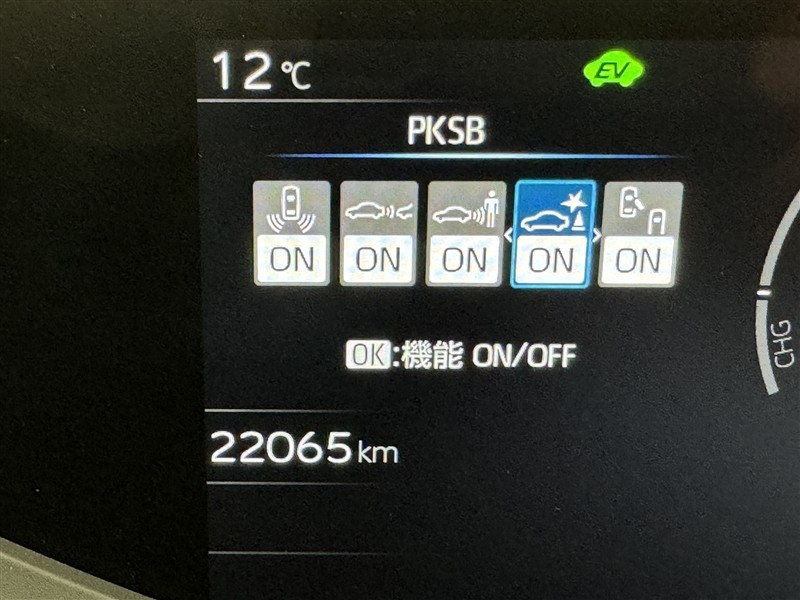 12℃
EV
PKSB
ON ON ON ON ON
OK:機能 ON/OFF
CHG
22065km